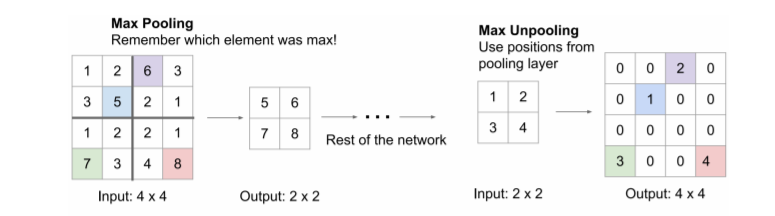 Max Pooling
Remember which element was max!
1 2 6 3
3 5 2 1
1 2 2 1
7 3 4 8
Input: 4 x 4
5 6
7 8
Output: 2 x 2
...
Rest of the network
Max Unpooling
Use positions from
pooling layer
1 2
3 4
Input: 2 x 2
0 0 2 0
0 1 0 0
0 0 0 0
3 0 0 4
Output: 4 x 4